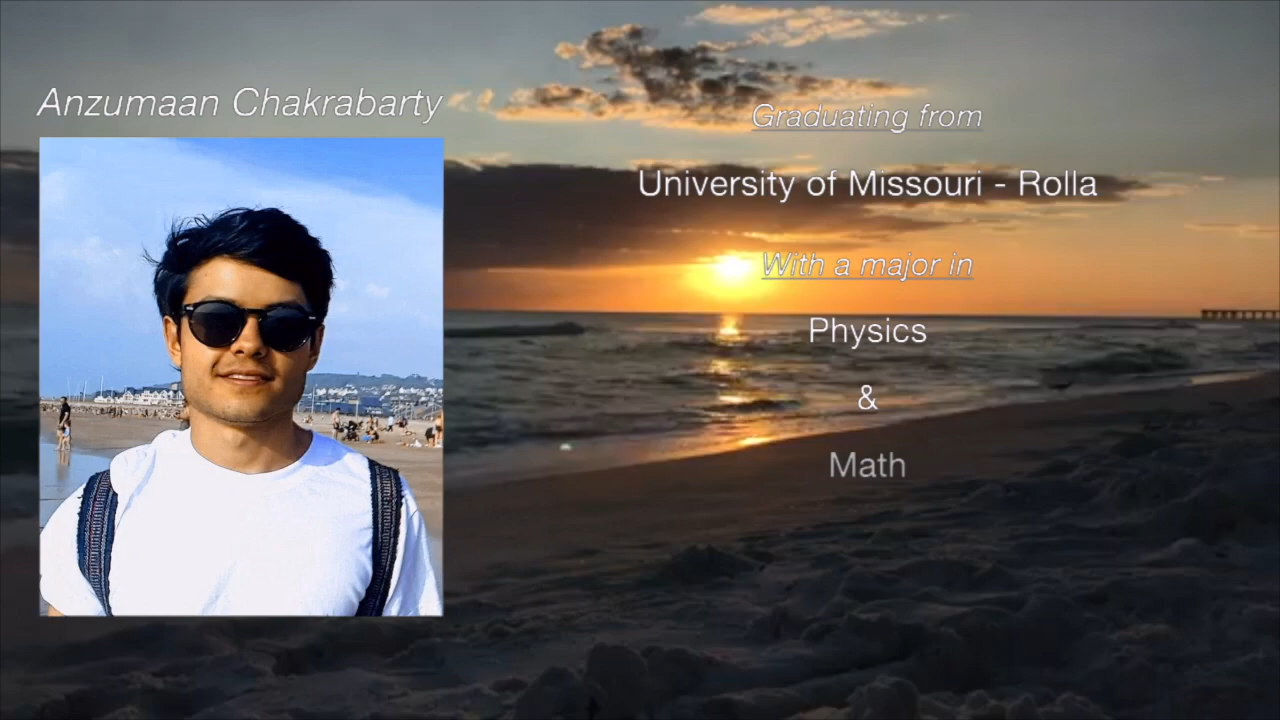 Anzumaan Chakrabarty
Graduating from
University of Missouri - Rolla
With a major in
Physics
&
Math